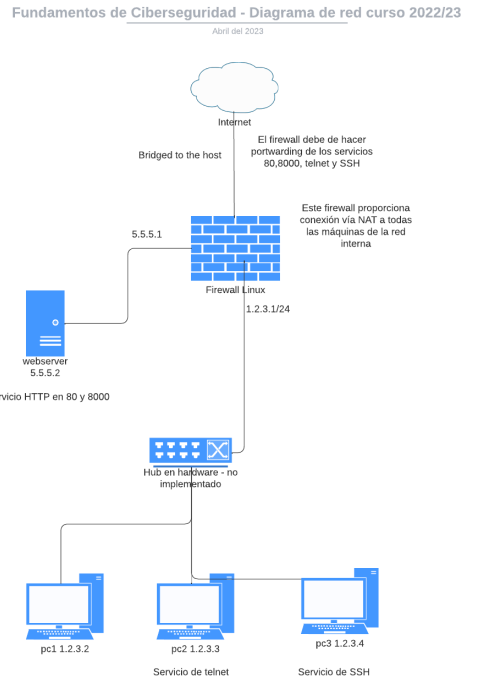 Fundamentos de Ciberseguridad - Diagrama de red curso 2022/23
Abril del 2023
Internet
El firewall debe de hacer
portwarding de los servicios
80,8000, telnet y SSH
Bridged to the host
Este firewall proporciona
conexión vía NAT a todas
las máquinas de la red
interna
5.5.5.1
Firewall Linux
1.2.3.1/24
webserver
5.5.5.2
HTTP en 80 y 8000
Hub en hardware - no
implementado
pc1 1.2.3.2
pc2 1.2.3.3
pc3 1.2.3.4
Servicio de telnet
Servicio de SSH